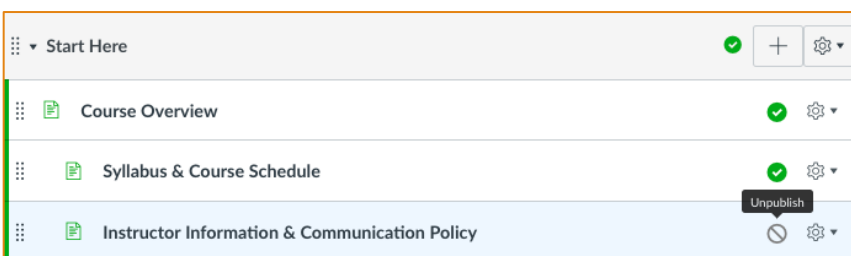 Start Here
Course Overview
Syllabus & Course Schedule
Unpublish
Instructor Information & Communication Policy